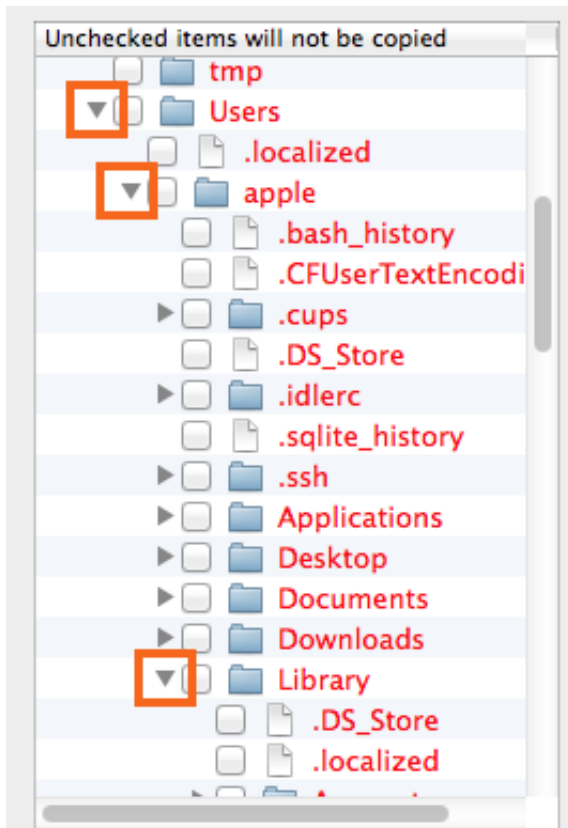 Unchecked items will not be copied
tmp
Users
.localized
apple
.bash_history
.CFUserTextEncodi
.cups
.DS_Store
.idlerc
.sqlite_history
.ssh
Applications
Desktop
Documents
Downloads
Library
.DS_Store
.localized